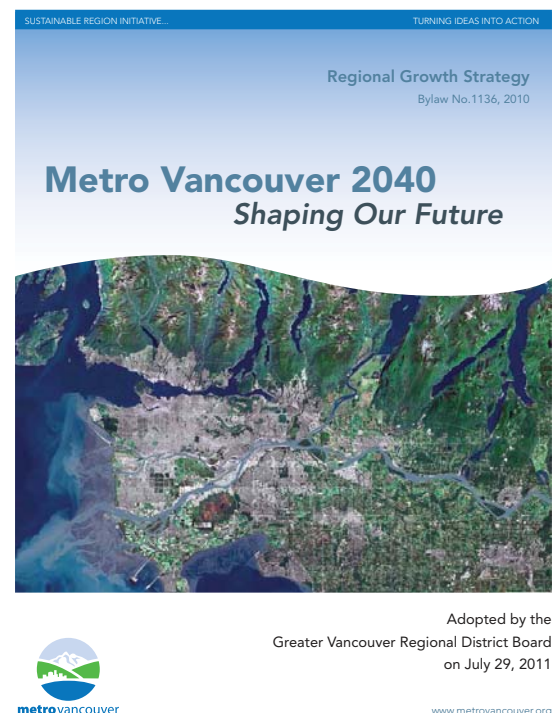 SUSTAINABLE REGION INITIATIVE... TURNING IDEAS INTO ACTION
Regional Growth Strategy
Bylaw No.1136, 2010
Metro Vancouver 2040
Shaping Our Future
Adopted by the
Greater Vancouver Regional District Board
on July 29, 2011
metrovancouver
www.metrovancouver.org